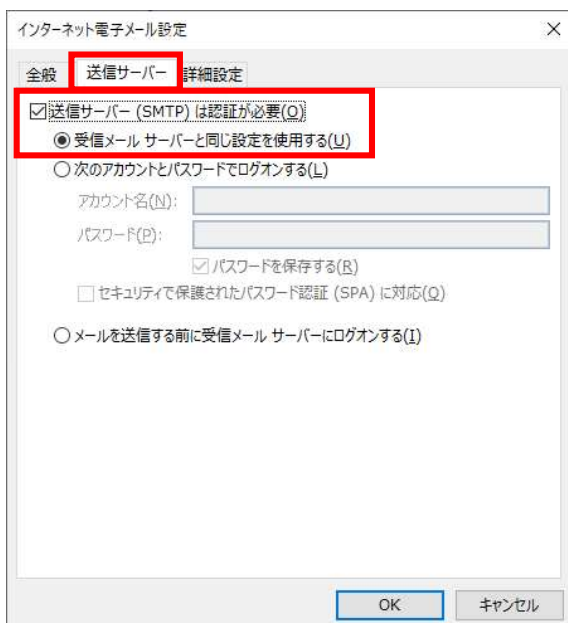 インターネット電子メール設定
全般 送信サーバー 詳細設定
送信サーバー (SMTP) は認証が必要(O)
受信メール サーバーと同じ設定を使用する(U)
次のアカウントとパスワードでログオンする(L)
アカウント名(N):
パスワード(P):
パスワードを保存する(R)
セキュリティで保護されたパスワード認証 (SPA) に対応(Q)
メールを送信する前に受信メール サーバーにログオンする(I)
OK キャンセル